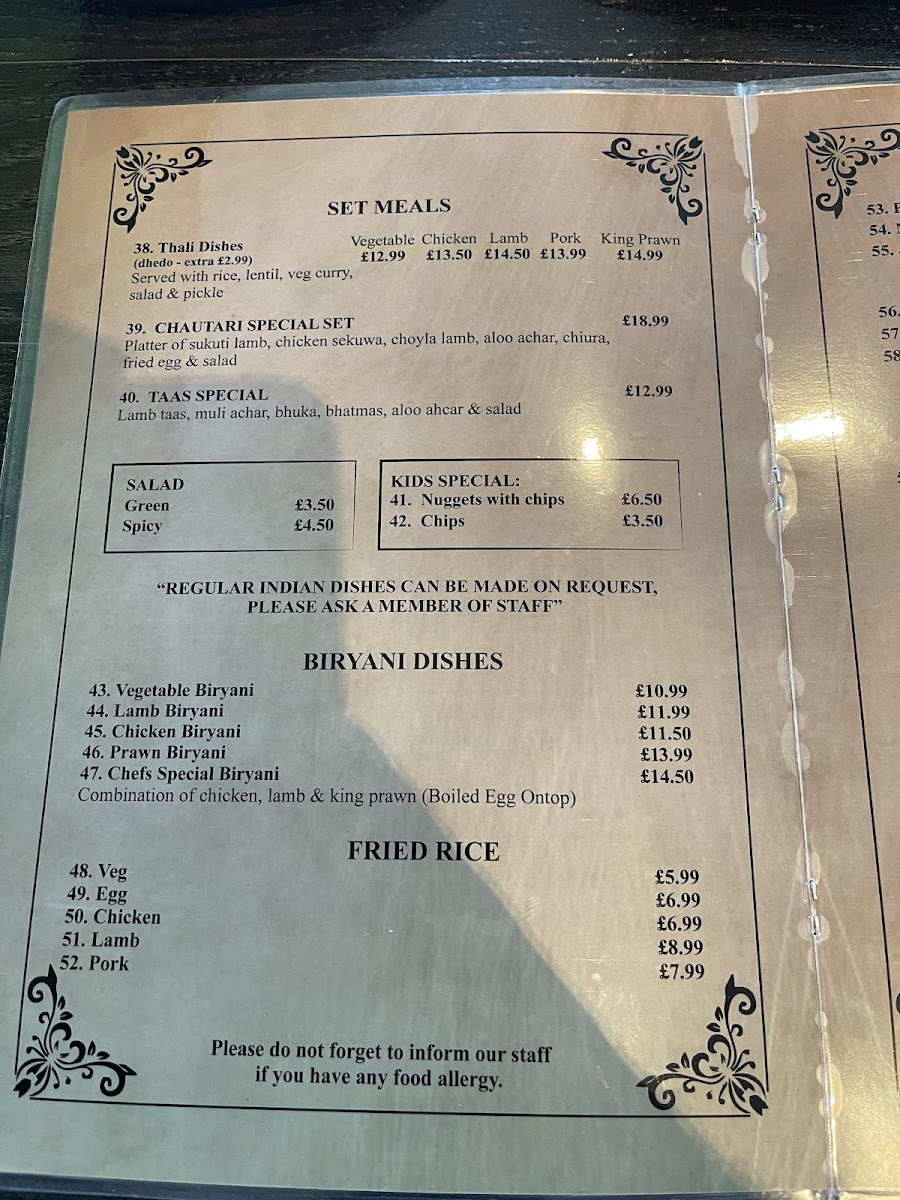 SET MEALS
38. Thali Dishes
Vegetable Chicken Lamb Pork King Prawn
(dhedo - extra £2.99)
£12.99 £13.50 £14.50 £13.99 £14.99
Served with rice, lentil, veg curry,
salad & pickle
39. CHAUTARI SPECIAL SET £18.99
Platter of sukuti lamb, chicken sekuwa, choyla lamb, aloo achar, chiura,
fried egg & salad
40. TAAS SPECIAL £12.99
Lamb taas, muli achar, bhuka, bhatmas, aloo ahcar & salad
SALAD
Green £3.50
Spicy £4.50
KIDS SPECIAL:
41. Nuggets with chips £6.50
42. Chips £3.50
“REGULAR INDIAN DISHES CAN BE MADE ON REQUEST,
PLEASE ASK A MEMBER OF STAFF”
BIRYANI DISHES
43. Vegetable Biryani £10.99
44. Lamb Biryani £11.99
45. Chicken Biryani £11.50
46. Prawn Biryani £13.99
47. Chefs Special Biryani £14.50
Combination of chicken, lamb & king prawn (Boiled Egg Ontop)
FRIED RICE
48. Veg £5.99
49. Egg £6.99
50. Chicken £6.99
51. Lamb £8.99
52. Pork £7.99
Please do not forget to inform our staff
if you have any food allergy.
53.
54.
55.
56.
57
58